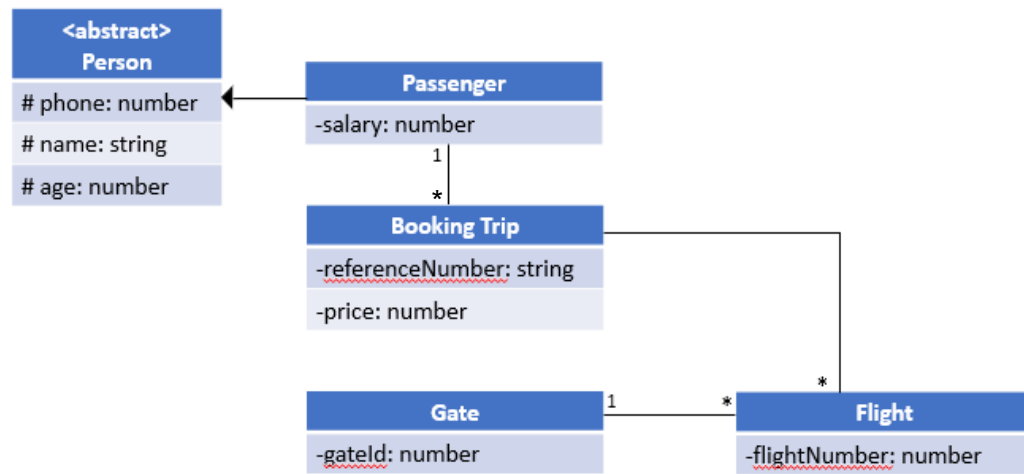 <abstract>
Person
# phone: number
# name: string
# age: number
Passenger
-salary: number
1
*
Booking Trip
-referenceNumber: string
-price: number
*
Gate
-gateId: number
1
*
Flight
-flightNumber: number